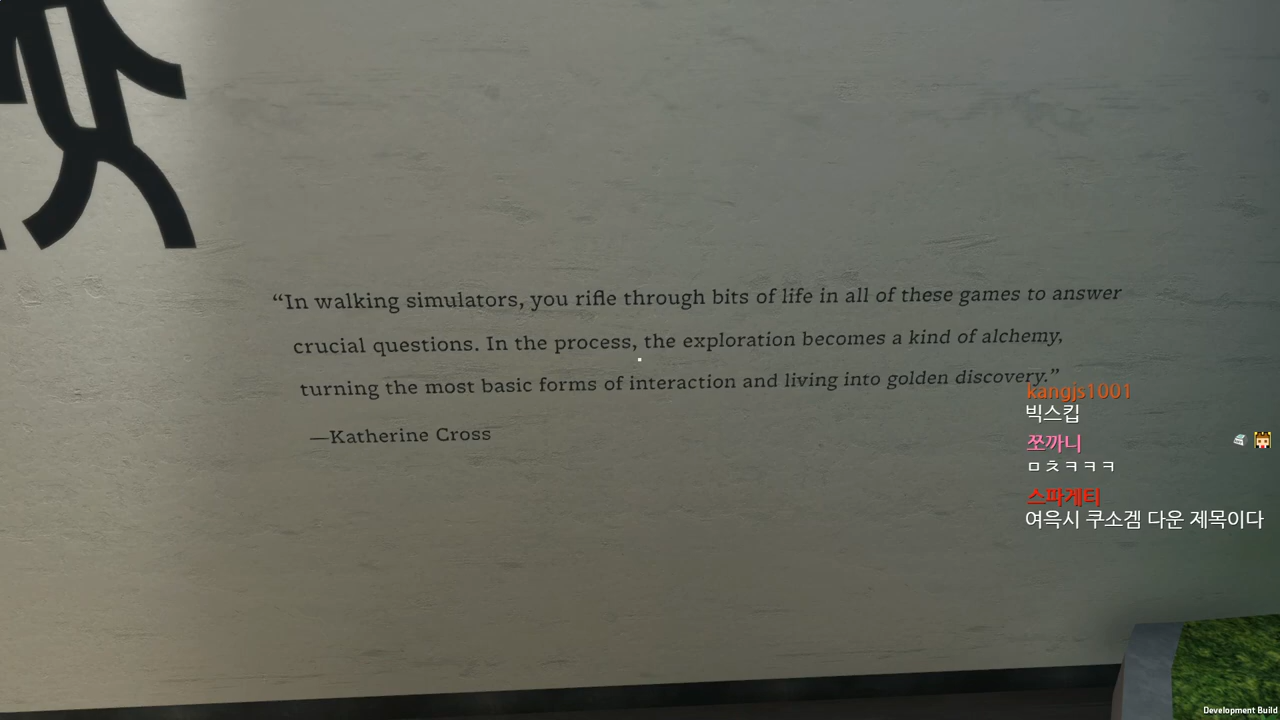 “In walking simulators, you rifle through bits of life in all of these games to answer
crucial questions. In the process, the exploration becomes a kind of alchemy,
turning the most basic forms of interaction and living into golden discovery.”
—Katherine Cross
kangjs1001
빅스킵
쪼까니
ㅁㅊㅋㅋㅋ
스파게티
여윽시 쿠소겜 다운 제목이다
Development Build